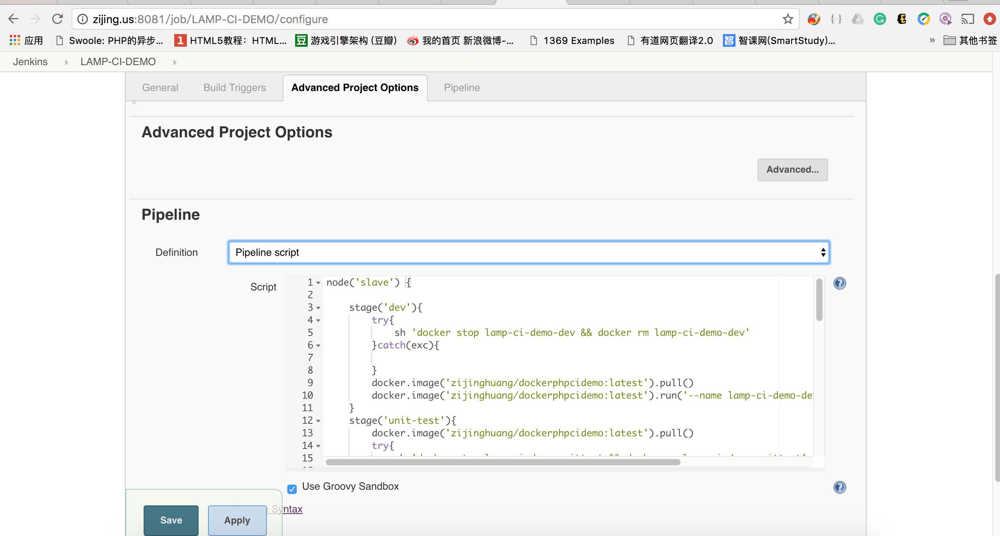 zijing.us:8081/job/LAMP-CI-DEMO/configure
应用 Swoole: PHP的异步... 1 HTML5教程：HTML... 豆 游戏引擎架构 (豆瓣) 我的首页 新浪微博-... 1369 Examples 有道网页翻译2.0 智 智课网(SmartStudy)... » 其他书签
Jenkins LAMP-CI-DEMO
General Build Triggers Advanced Project Options Pipeline
Advanced Project Options
Advanced...
Pipeline
Definition Pipeline script
Script
1 node('slave') {
2
3 stage('dev'){
4 try{
5 sh 'docker stop lamp-ci-demo-dev && docker rm lamp-ci-demo-dev'
6 }catch(exc){
7
8 }
9 docker.image('zijinghuang/dockerphpcidemo:latest').pull()
10 docker.image('zijinghuang/dockerphpcidemo:latest').run('--name lamp-ci-demo-de
11 }
12 stage('unit-test'){
13 docker.image('zijinghuang/dockerphpcidemo:latest').pull()
14 try{
15
Use Groovy Sandbox
Syntax
Save Apply